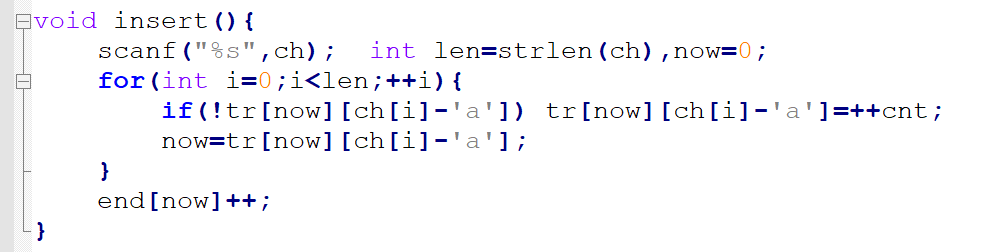 void insert(){
    scanf("%s",ch);  int len=strlen(ch),now=0;
    for(int i=0;i<len;++i){
        if(!tr[now][ch[i]-'a']) tr[now][ch[i]-'a']=++cnt;
        now=tr[now][ch[i]-'a'];
    }
    end[now]++;
}